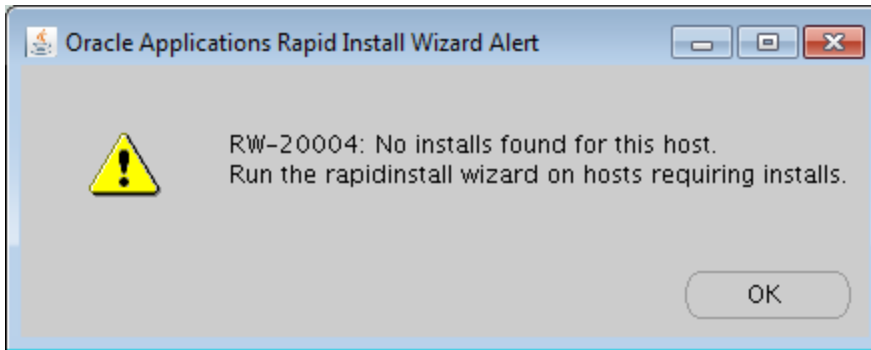 Oracle Applications Rapid Install Wizard Alert
RW-20004: No installs found for this host.
Run the rapidinstall wizard on hosts requiring installs.
OK